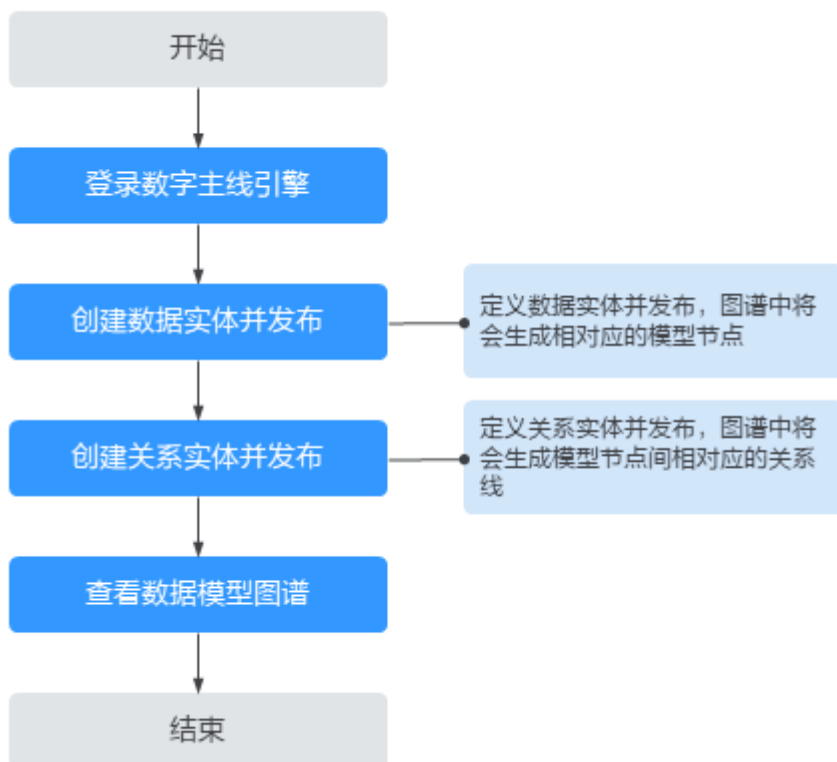 开始
登录数字主线引擎
创建数据实体并发布
定义数据实体并发布，图谱中将
会生成相对应的模型节点
创建关系实体并发布
定义关系实体并发布，图谱中将
会生成模型节点间相对应的关系
线
查看数据模型图谱
结束